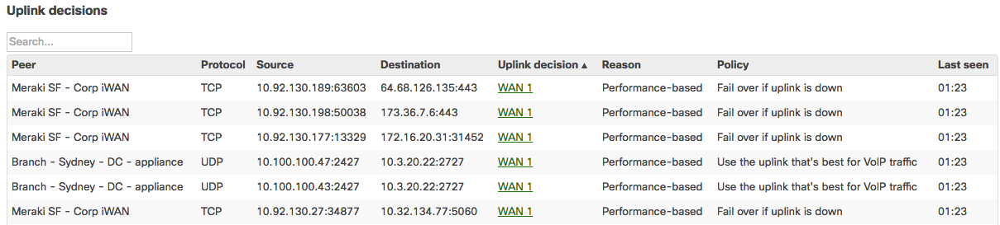 Uplink decisions
Search...
Peer Protocol Source Destination Uplink decision ▲ Reason Policy Last seen
Meraki SF - Corp iWAN TCP 10.92.130.189:63603 64.68.126.135:443 WAN 1 Performance-based Fail over if uplink is down 01:23
Meraki SF - Corp iWAN TCP 10.92.130.198:50038 173.36.7.6:443 WAN 1 Performance-based Fail over if uplink is down 01:23
Meraki SF - Corp iWAN TCP 10.92.130.177:13329 172.16.20.31:31452 WAN 1 Performance-based Fail over if uplink is down 01:23
Branch - Sydney - DC - appliance UDP 10.100.100.47:2427 10.3.20.22:2727 WAN 1 Performance-based Use the uplink that's best for VoIP traffic 01:23
Branch - Sydney - DC - appliance UDP 10.100.100.43:2427 10.3.20.22:2727 WAN 1 Performance-based Use the uplink that's best for VoIP traffic 01:23
Meraki SF - Corp iWAN TCP 10.92.130.27:34877 10.32.134.77:5060 WAN 1 Performance-based Fail over if uplink is down 01:23